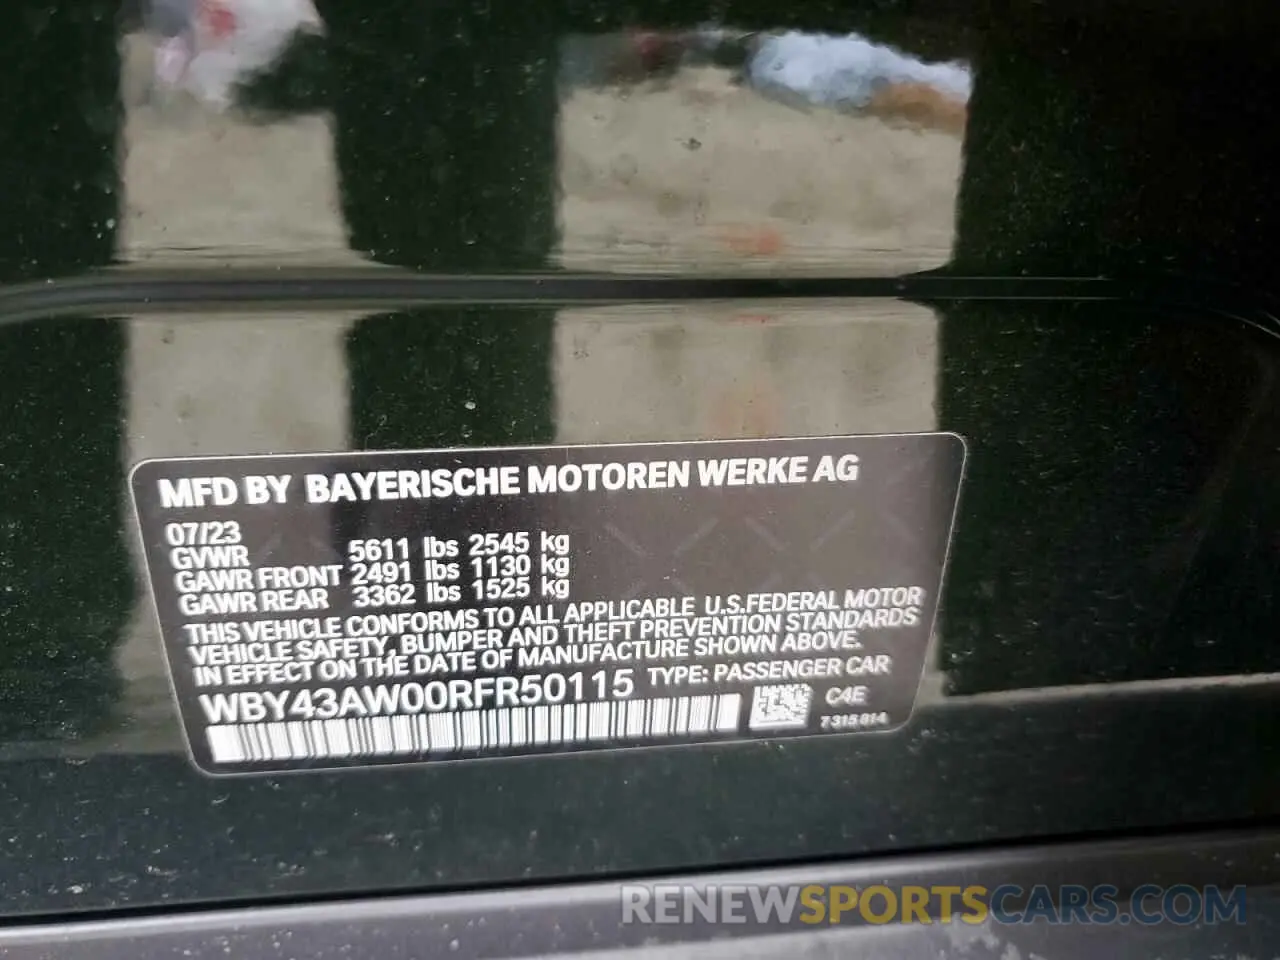 MFD BY BAYERISCHE MOTOREN WERKE AG
07/23
GVWR 5611 lbs 2545 kg
GAWR FRONT 2491 lbs 1130 kg
GAWR REAR 3362 lbs 1525 kg
THIS VEHICLE CONFORMS TO ALL APPLICABLE U.S.FEDERAL MOTOR
VEHICLE SAFETY, BUMPER AND THEFT PREVENTION STANDARDS
IN EFFECT ON THE DATE OF MANUFACTURE SHOWN ABOVE.
WBY43AW00RFR50115 TYPE: PASSENGER CAR
C4E
7 315 814
RENEWSPORTSCARS.COM